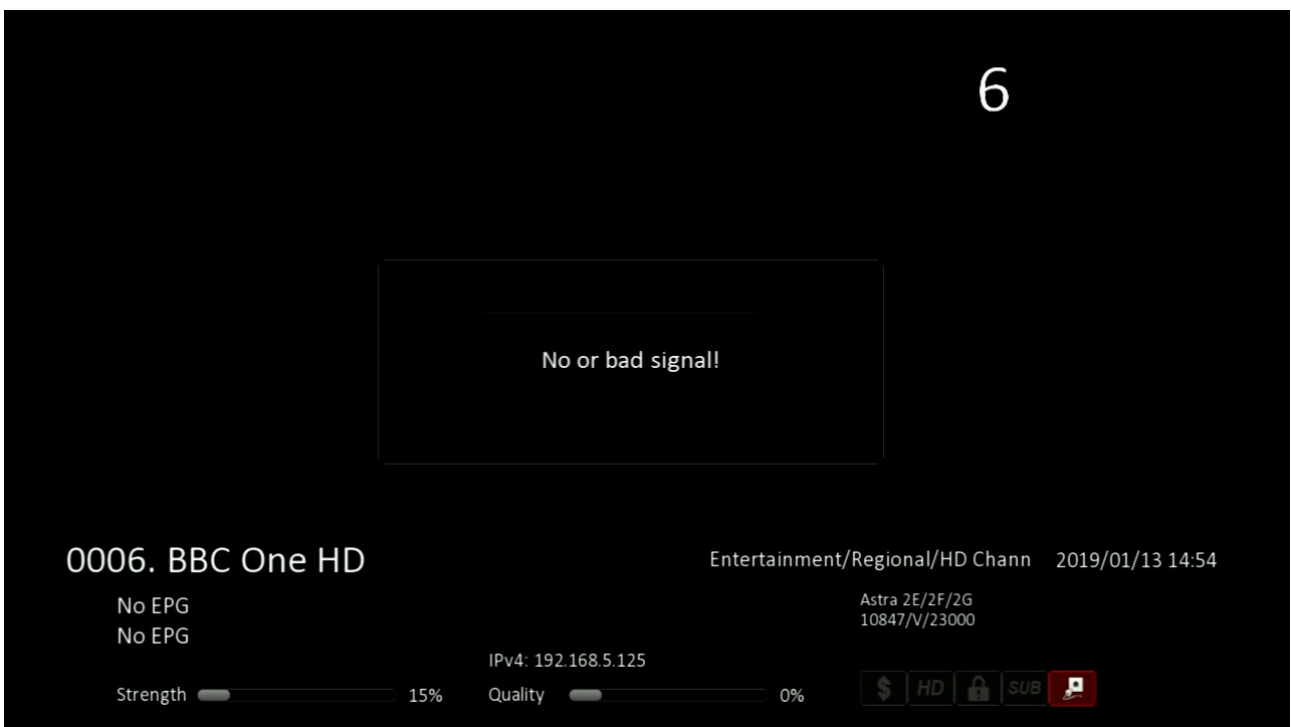 6
No or bad signal!
0006. BBC One HD
Entertainment/Regional/HD Chann 2019/01/13 14:54
No EPG
No EPG
Astra 2E/2F/2G
10847/V/23000
IPv4: 192.168.5.125
Strength 15% Quality 0%
$ HD SUB